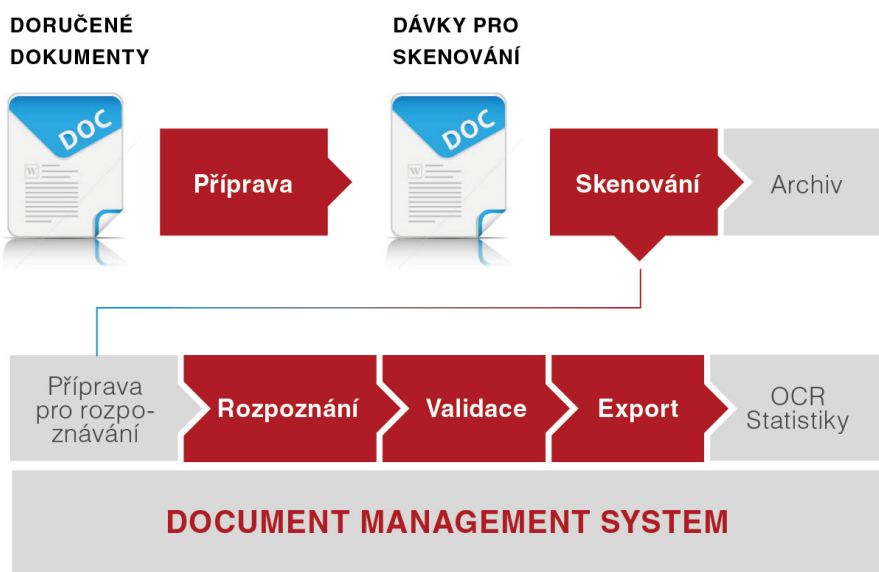 DORUČENÉ
DOKUMENTY
DÁVKY PRO
SKENOVÁNÍ
DOC
W
Příprava
DOC
W
Skenování
Archiv
Příprava
pro rozpo-
znávání
Rozpoznání
Validace
Export
OCR
Statistiky
DOCUMENT MANAGEMENT SYSTEM